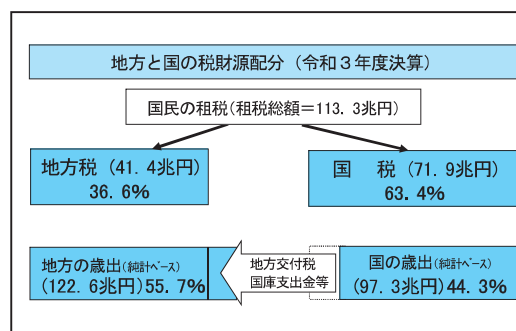 地方と国の税財源配分（令和３年度決算）
国民の租税(租税総額＝113.3兆円)
地方税 (41.4兆円)
36.6%
国　税 (71.9兆円)
63.4%
地方の歳出(純計ﾍﾞｰｽ)
(122.6兆円)55.7%
地方交付税
国庫支出金等
国の歳出(純計ﾍﾞｰｽ)
(97.3兆円)44.3%